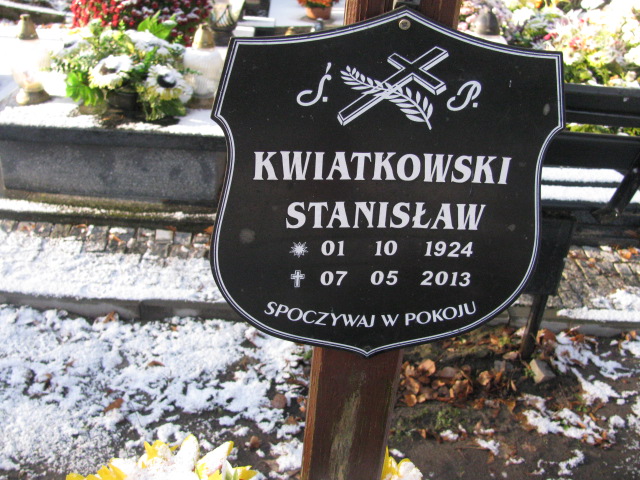 Ś. P.
KWIATKOWSKI
STANISŁAW
01 10 1924
07 05 2013
SPOCZYWAJ W POKOJU